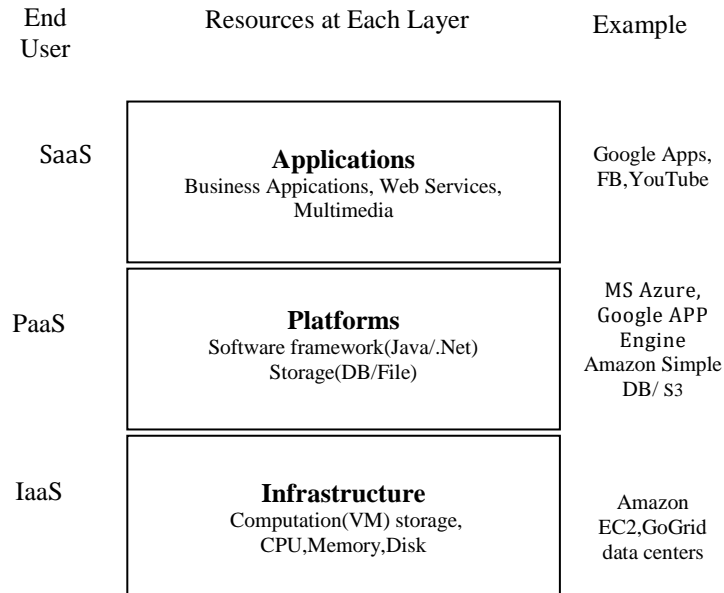 End
User
Resources at Each Layer
Example
SaaS
Applications
Business Appications, Web Services,
Multimedia
Google Apps,
FB,YouTube
PaaS
Platforms
Software framework(Java/.Net)
Storage(DB/File)
MS Azure,
Google APP
Engine
Amazon Simple
DB/ S3
IaaS
Infrastructure
Computation(VM) storage,
CPU,Memory,Disk
Amazon
EC2,GoGrid
data centers